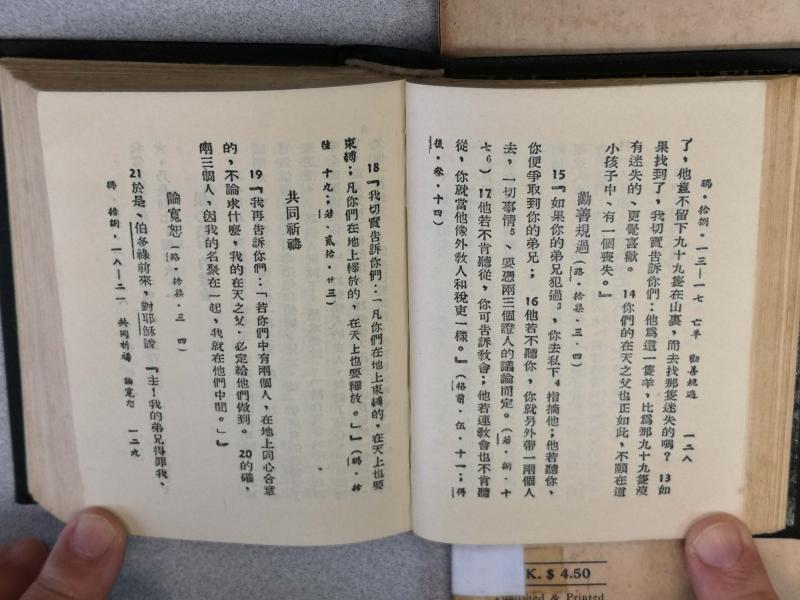 瑪・拾捌・一三—一七　亡羊　勸善規過　一二八
了，他豈不留下九十九隻在山裏，而去找那隻迷失的嗎？13如
果找到了，我切實告訴你們：他爲這一隻羊，比爲那九十九隻沒
有迷失的、更覺喜歡。14你們的在天之父也正如此，不願在這
小孩子中、有一個喪失。』
勸善規過（路・拾柒・三・四）
15『如果你的弟兄犯過3，你去私下4指摘他；他若聽你，
你便爭取到你的弟兄；16他若不聽你，你就另外帶一兩個人
去，一切事情5、要憑兩三個證人的議論而定。（若・捌・十
七6）17他若不肯聽從，你可告訴敎會；他若連敎會也不肯聽
從，你就當他像外敎人和稅吏一樣。』（格前・伍・十一；得
後・叁・十四）
18『我切實告訴你們：「凡你們在地上束縛的，在天上也要
束縛；凡你們在地上釋放的，在天上也要釋放。」』（瑪・拾
陸　十九；若、貳拾・廿三）
共同祈禱
19『我再告訴你們：「若你們中有兩個人，在地上同心合意
的，不論求什麼，我的在天之父、必定給他們做到。20的確，
兩三個人，因我的名聚在一起，我就在他們中間。」』
論寬恕（路・拾柒・三・四）
21於是、伯多祿前來，對耶穌說　『主！我的弟兄得罪我，
瑪・拾捌・一八—二一　共同祈禱　論寬恕　一二九
K. $ 4.50
Published & Printed